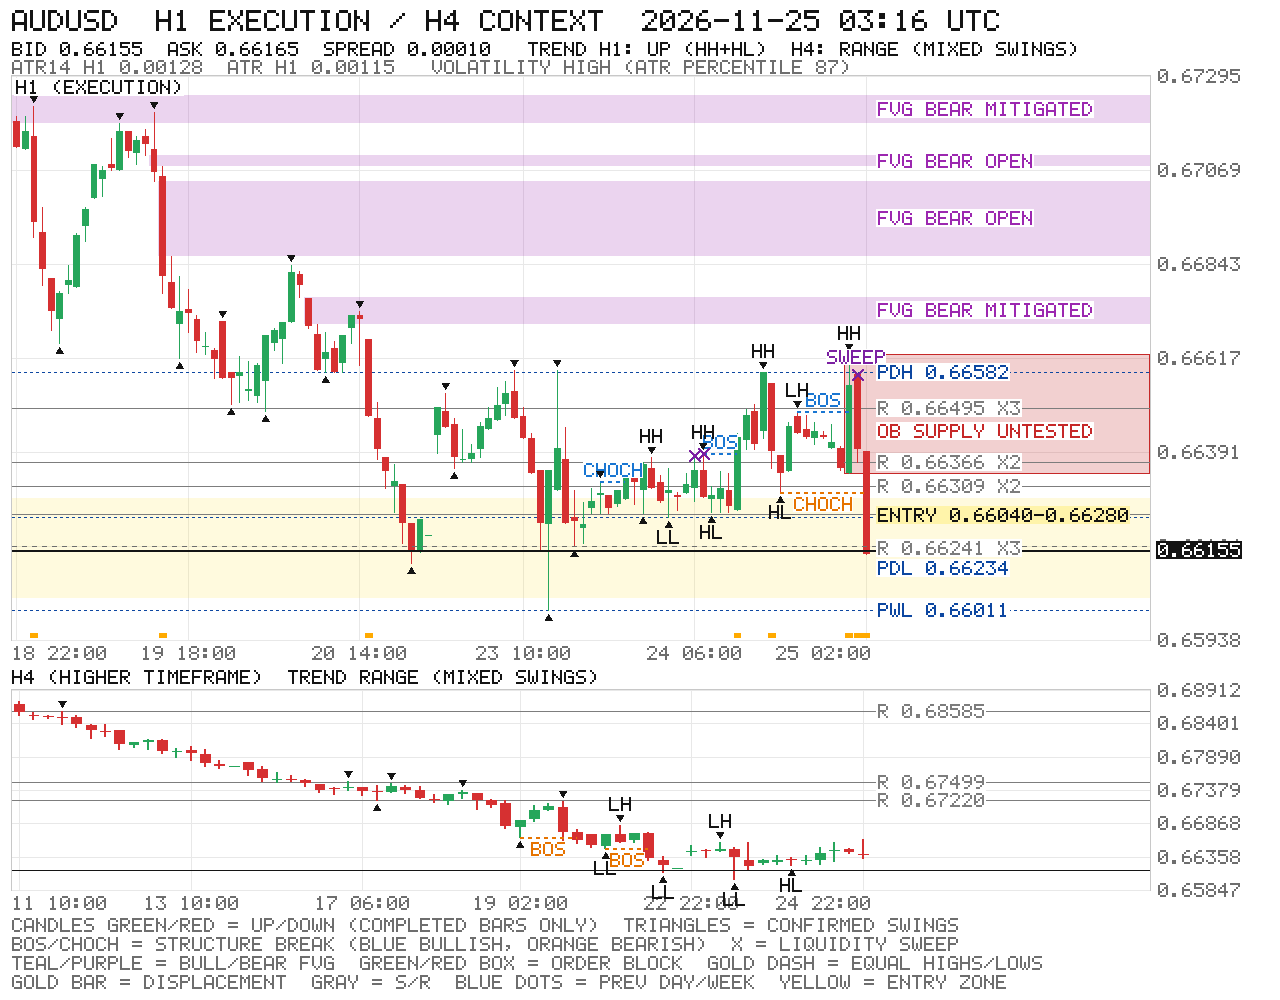 AUDUSD  H1 EXECUTION / H4 CONTEXT  2026-11-25 03:16 UTC
BID 0.66155  ASK 0.66165  SPREAD 0.00010   TREND H1: UP (HH+HL)  H4: RANGE (MIXED SWINGS)
ATR14 H1 0.00128  ATR H1 0.00115   VOLATILITY HIGH (ATR PERCENTILE 87)
H1 (EXECUTION)
0.67295
FVG BEAR MITIGATED
FVG BEAR OPEN
0.67069
FVG BEAR OPEN
0.66843
FVG BEAR MITIGATED
HH
HH
SWEEP
0.66617
PDH 0.66582
LH
BOS
R 0.66495 X3
HH
HH
BOS
OB SUPPLY UNTESTED
0.66391
CHOCH
R 0.66366 X2
R 0.66309 X2
HL
CHOCH
ENTRY 0.66040-0.66280
LL
HL
R 0.66241 X3
0.66155
PDL 0.66234
PWL 0.66011
0.65938
18 22:00
19 18:00
20 14:00
23 10:00
24 06:00
25 02:00
H4 (HIGHER TIMEFRAME)  TREND RANGE (MIXED SWINGS)
0.68912
R 0.68585
0.68401
0.67890
R 0.67499
0.67379
R 0.67220
LH
LH
0.66868
BOS
BOS
0.66358
LL
LL
LL
HL
0.65847
11 10:00
13 10:00
17 06:00
19 02:00
22 22:00
24 22:00
CANDLES GREEN/RED = UP/DOWN (COMPLETED BARS ONLY)  TRIANGLES = CONFIRMED SWINGS
BOS/CHOCH = STRUCTURE BREAK (BLUE BULLISH, ORANGE BEARISH)  X = LIQUIDITY SWEEP
TEAL/PURPLE = BULL/BEAR FVG  GREEN/RED BOX = ORDER BLOCK  GOLD DASH = EQUAL HIGHS/LOWS
GOLD BAR = DISPLACEMENT  GRAY = S/R  BLUE DOTS = PREV DAY/WEEK  YELLOW = ENTRY ZONE